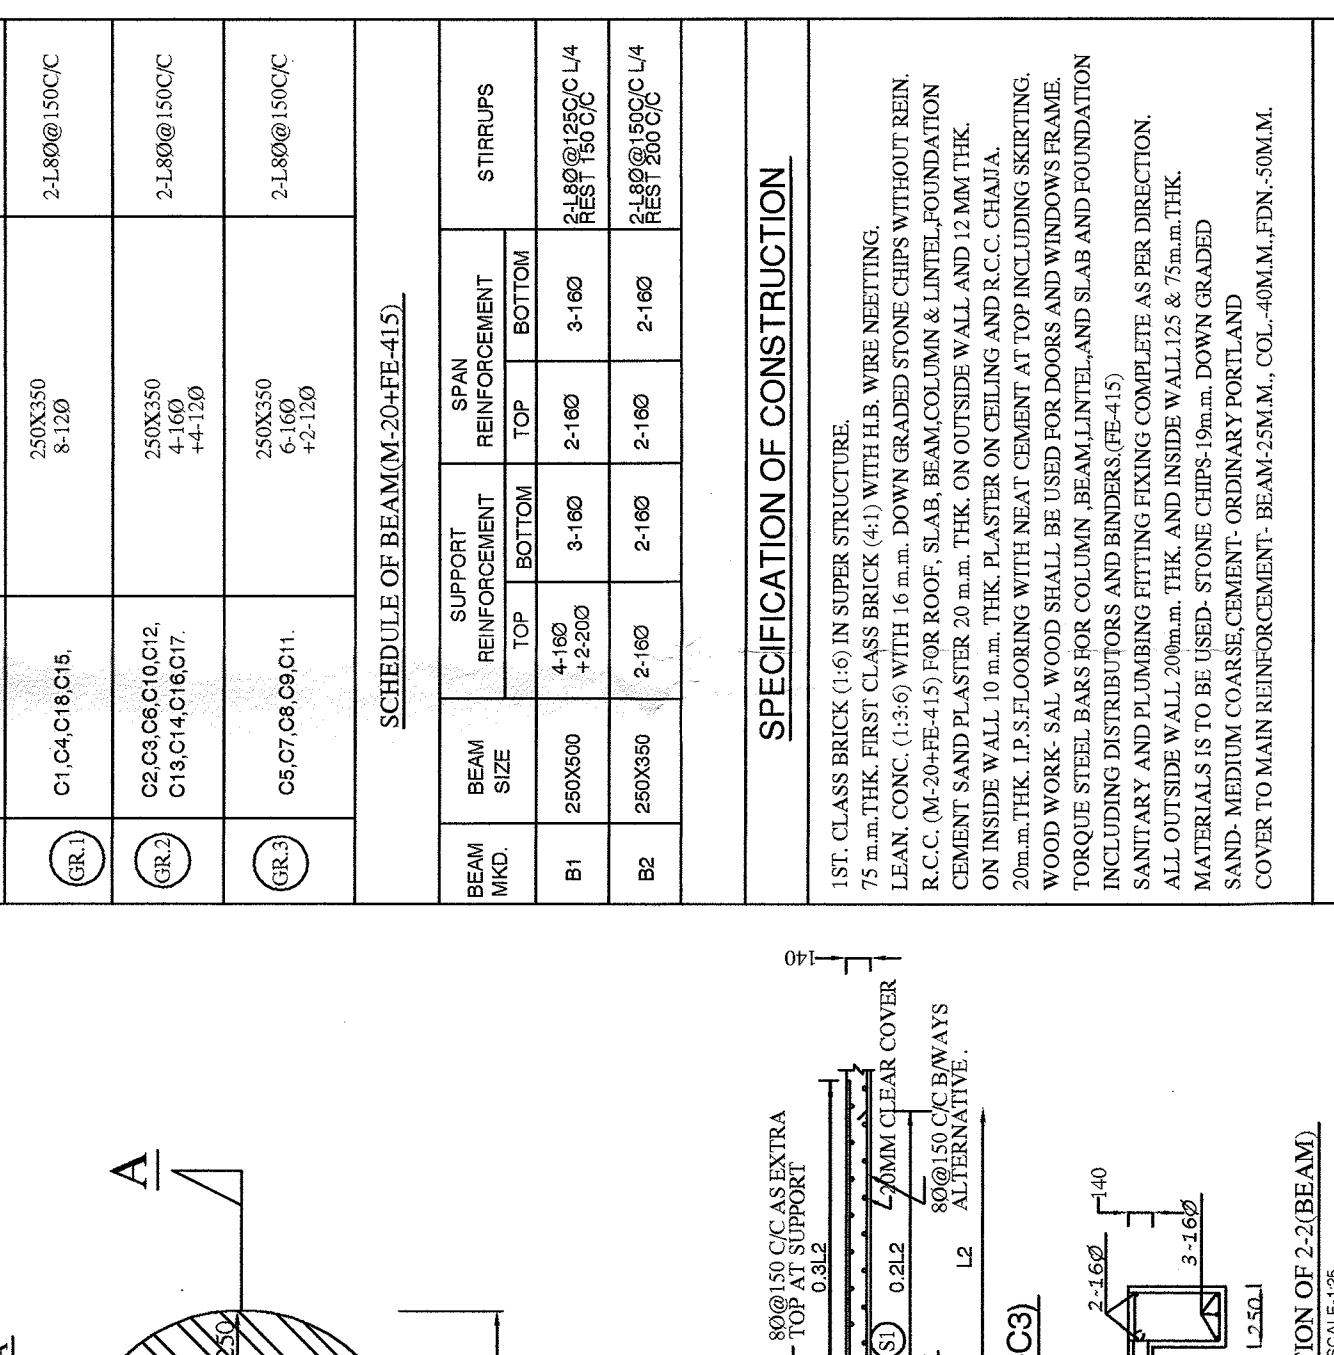 GR.1
C1,C4,C18,C15,
250X350
8-12Ø
2-L8Ø@150C/C
GR.2
C2,C3,C6,C10,C12,
C13,C14,C16,C17.
250X350
4-16Ø
+4-12Ø
2-L8Ø@150C/C
GR.3
C5,C7,C8,C9,C11.
250X350
6-16Ø
+2-12Ø
2-L8Ø@150C/C
SCHEDULE OF BEAM(M-20+FE-415)
BEAM
MKD.
BEAM
SIZE
SUPPORT
REINFORCEMENT
TOP
BOTTOM
SPAN
REINFORCEMENT
TOP
BOTTOM
STIRRUPS
B1
250X500
4-16Ø
+2-20Ø
3-16Ø
2-16Ø
3-16Ø
2-L8Ø@125C/C L/4
REST 150 C/C
B2
250X350
2-16Ø
2-16Ø
2-16Ø
2-16Ø
2-L8Ø@150C/C L/4
REST 200 C/C
SPECIFICATION OF CONSTRUCTION
1ST. CLASS BRICK (1:6) IN SUPER STRUCTURE.
75 m.m.THK. FIRST CLASS BRICK (4:1) WITH H.B. WIRE NEETTING.
LEAN. CONC. (1:3:6) WITH 16 m.m. DOWN GRADED STONE CHIPS WITHOUT REIN.
R.C.C. (M-20+FE-415) FOR ROOF, SLAB, BEAM,COLUMN & LINTEL,FOUNDATION
CEMENT SAND PLASTER 20 m.m. THK. ON OUTSIDE WALL AND 12 MM THK.
ON INSIDE WALL 10 m.m. THK. PLASTER ON CEILING AND R.C.C. CHAJJA.
20m.m.THK. I.P.S.FLOORING WITH NEAT CEMENT AT TOP INCLUDING SKIRTING.
WOOD WORK- SAL WOOD SHALL BE USED FOR DOORS AND WINDOWS FRAME.
TORQUE STEEL BARS FOR COLUMN ,BEAM,LINTEL,AND SLAB AND FOUNDATION
INCLUDING DISTRIBUTORS AND BINDERS.(FE-415)
SANITARY AND PLUMBING FITTING FIXING COMPLETE AS PER DIRECTION.
ALL OUTSIDE WALL 200m.m. THK. AND INSIDE WALL125 & 75m.m.THK.
MATERIALS IS TO BE USED- STONE CHIPS-19m.m. DOWN GRADED
SAND- MEDIUM COARSE,CEMENT- ORDINARY PORTLAND
COVER TO MAIN REINFORCEMENT:- BEAM-25M.M., COL.-40M.M.,FDN.-50M.M.
A
250
8Ø@150 C/C AS EXTRA
TOP AT SUPPORT
0.3L2
140
20MM CLEAR COVER
8Ø@150 C/C B/WAYS
ALTERNATIVE .
S1
0.2L2
L2
C3)
2~16Ø
140
3~16Ø
250
TION OF 2-2(BEAM)
SCALE-1:25